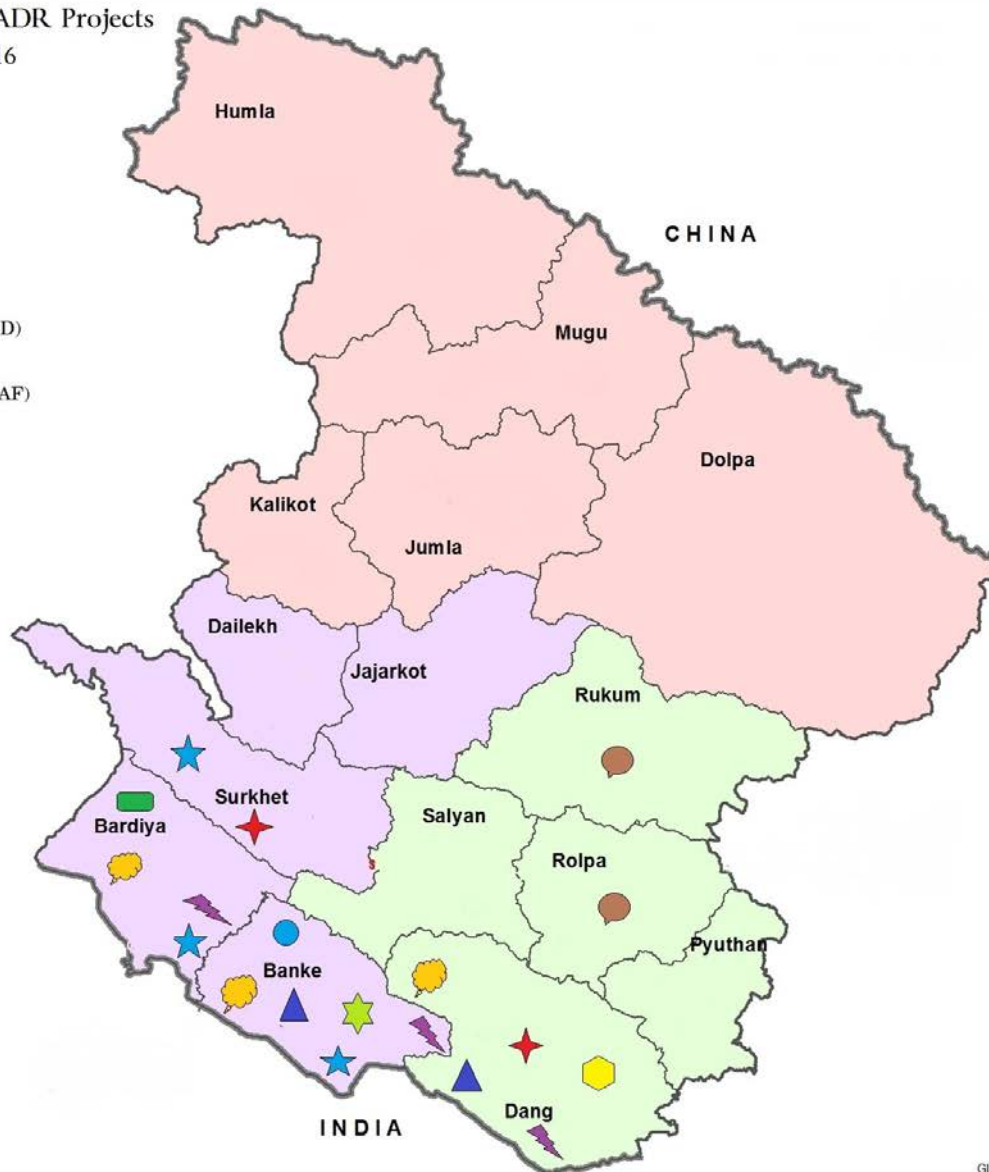 ADR Projects
16
Humla
CHINA
D)
Mugu
AF)
Dolpa
Kalikot
Jumla
Dailekh
Jajarkot
Rukum
Surkhet
Salyan
Bardiya
Rolpa
S
Pyuthan
Banke
Dang
INDIA
GI